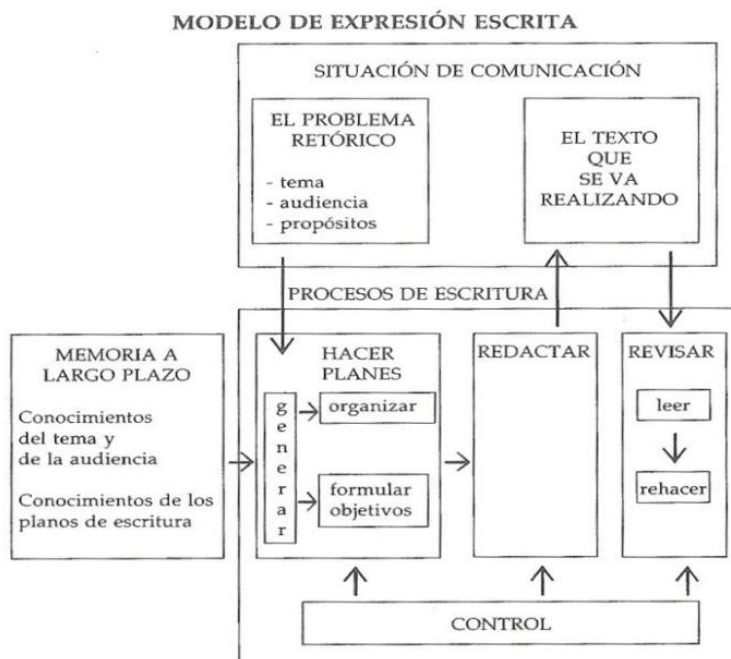 MODELO DE EXPRESIÓN ESCRITA
SITUACIÓN DE COMUNICACIÓN
EL PROBLEMA
RETÓRICO
- tema
- audiencia
- propósitos
EL TEXTO
QUE
SE VA
REALIZANDO
PROCESOS DE ESCRITURA
MEMORIA A
LARGO PLAZO
Conocimientos
del tema y
de la audiencia
Conocimientos de los
planos de escritura
HACER
PLANES
generar
organizar
formular
objetivos
REDACTAR
REVISAR
leer
rehacer
CONTROL